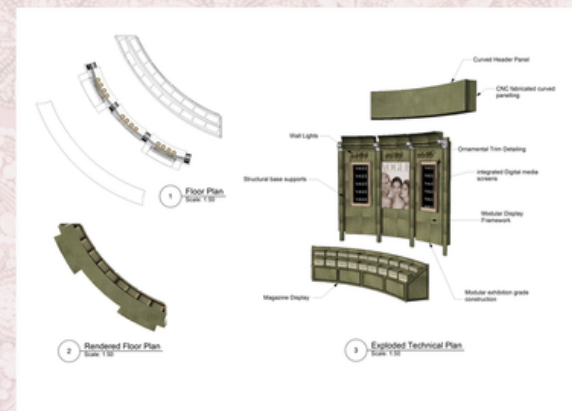 Curved Header Panel
CNC fabricated curved
panelling
Wall Lights
Ornamental Trim Detailing
Structural base supports
integrated Digital media
screens
VOGUE
Modular Display
Framework
1 Floor Plan
Scale: 1:50
Magazine Display
Modular exhibition grade
construction
2 Rendered Floor Plan
Scale: 1:50
3 Exploded Technical Plan
Scale: 1:50